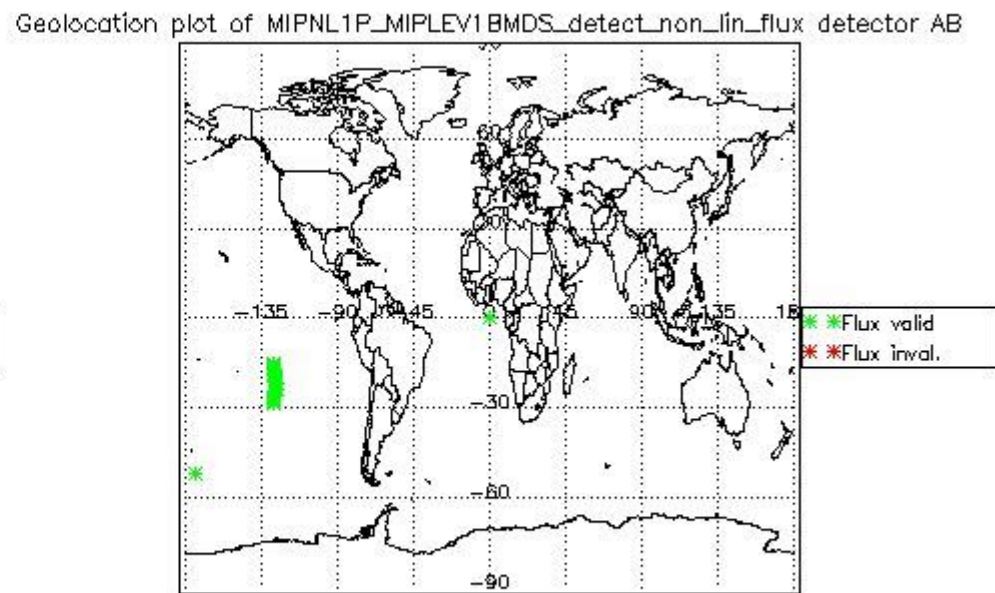 Geolocation plot of MIPNL1P_MIPLEV1BMDS_detect_non_lin_flux detector AB
-135 -90 -45 45 90 135 18
-30
-60
-90
Flux valid
Flux inval.